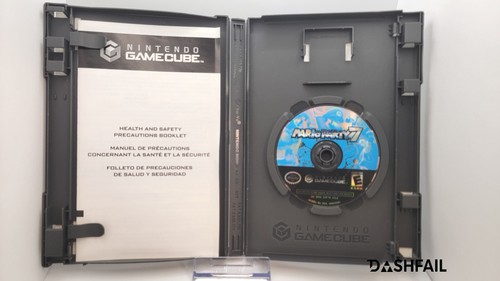 NINTENDO
GAMECUBE™
HEALTH AND SAFETY
PRECAUTIONS BOOKLET
MANUEL DE PRÉCAUTIONS
CONCERNANT LA SANTÉ ET LA SÉCURITÉ
FOLLETO DE PRECAUCIONES
DE SALUD Y SEGURIDAD
MARIO PARTY 7
E
NINTENDO
GAMECUBE
DASHFAIL